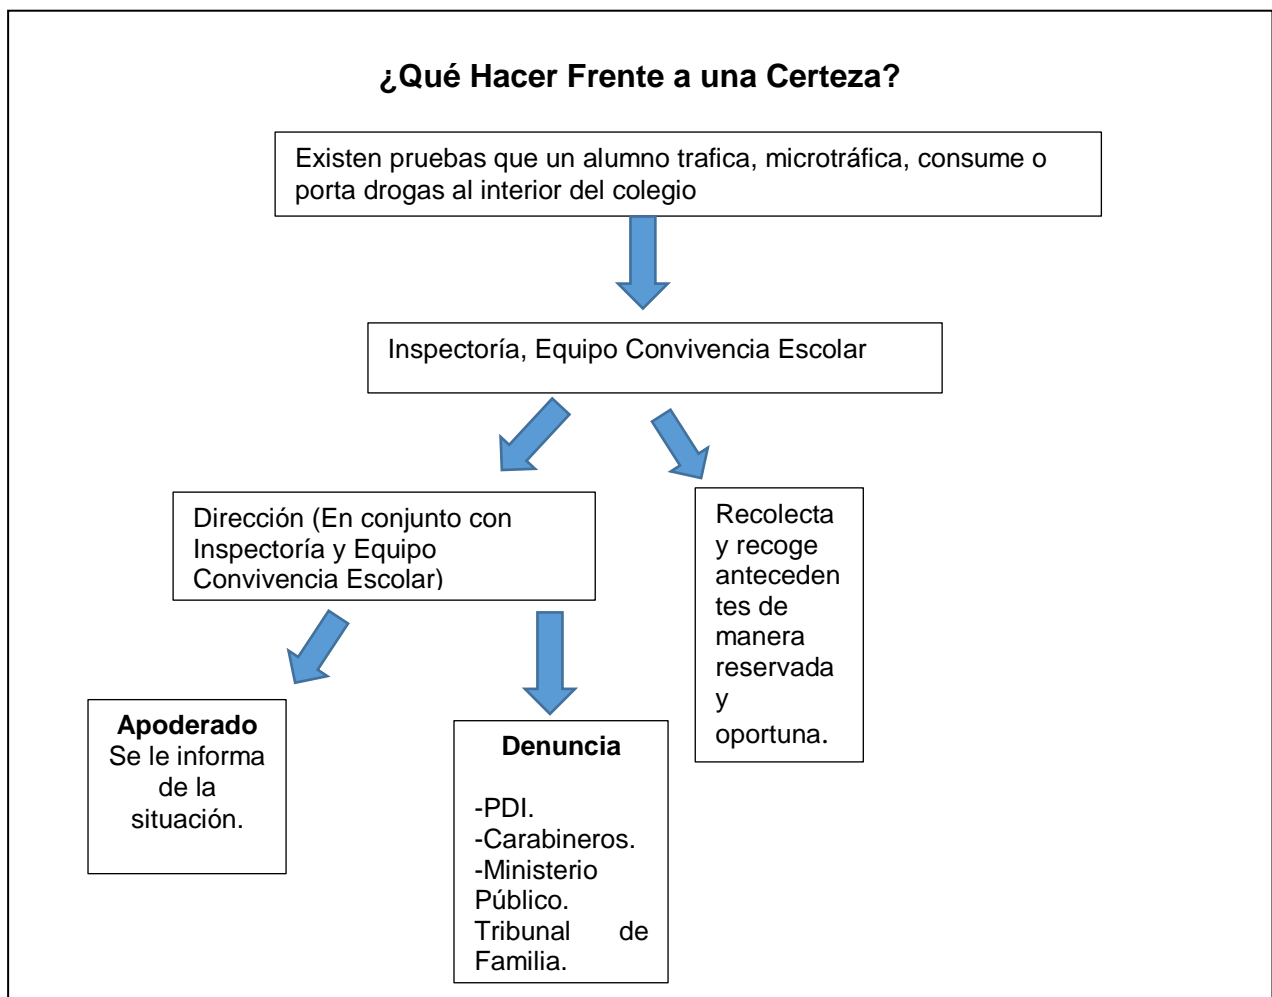 ¿Qué Hacer Frente a una Certeza?
Existen pruebas que un alumno trafica, microtráfica, consume o
porta drogas al interior del colegio
Inspectoría, Equipo Convivencia Escolar
Dirección (En conjunto con
Inspectoría y Equipo
Convivencia Escolar)
Recolecta
y recoge
anteceden
tes de
manera
reservada
y
oportuna.
Apoderado
Se le informa
de la
situación.
Denuncia
-PDI.
-Carabineros.
-Ministerio
Público.
Tribunal de
Familia.